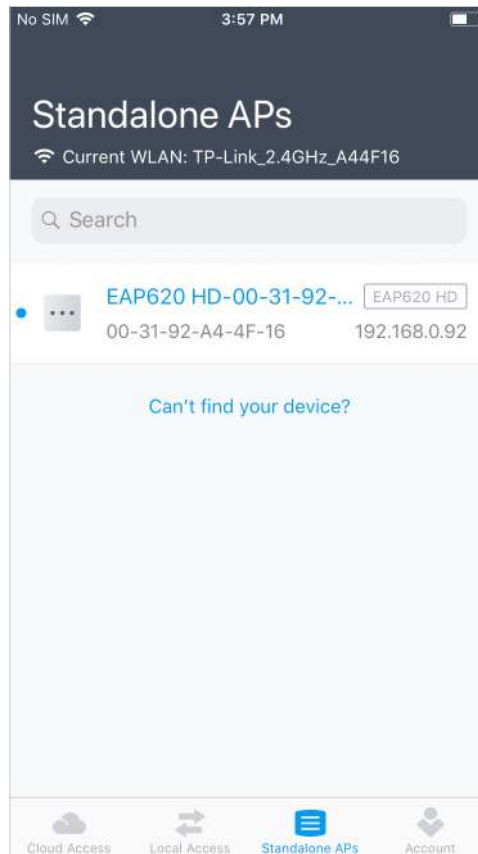 No SIM 3:57 PM
Standalone APs
Current WLAN: TP-Link_2.4GHz_A44F16
Search
EAP620 HD-00-31-92-... EAP620 HD
00-31-92-A4-4F-16 192.168.0.92
Can't find your device?
Cloud Access Local Access Standalone APs Account